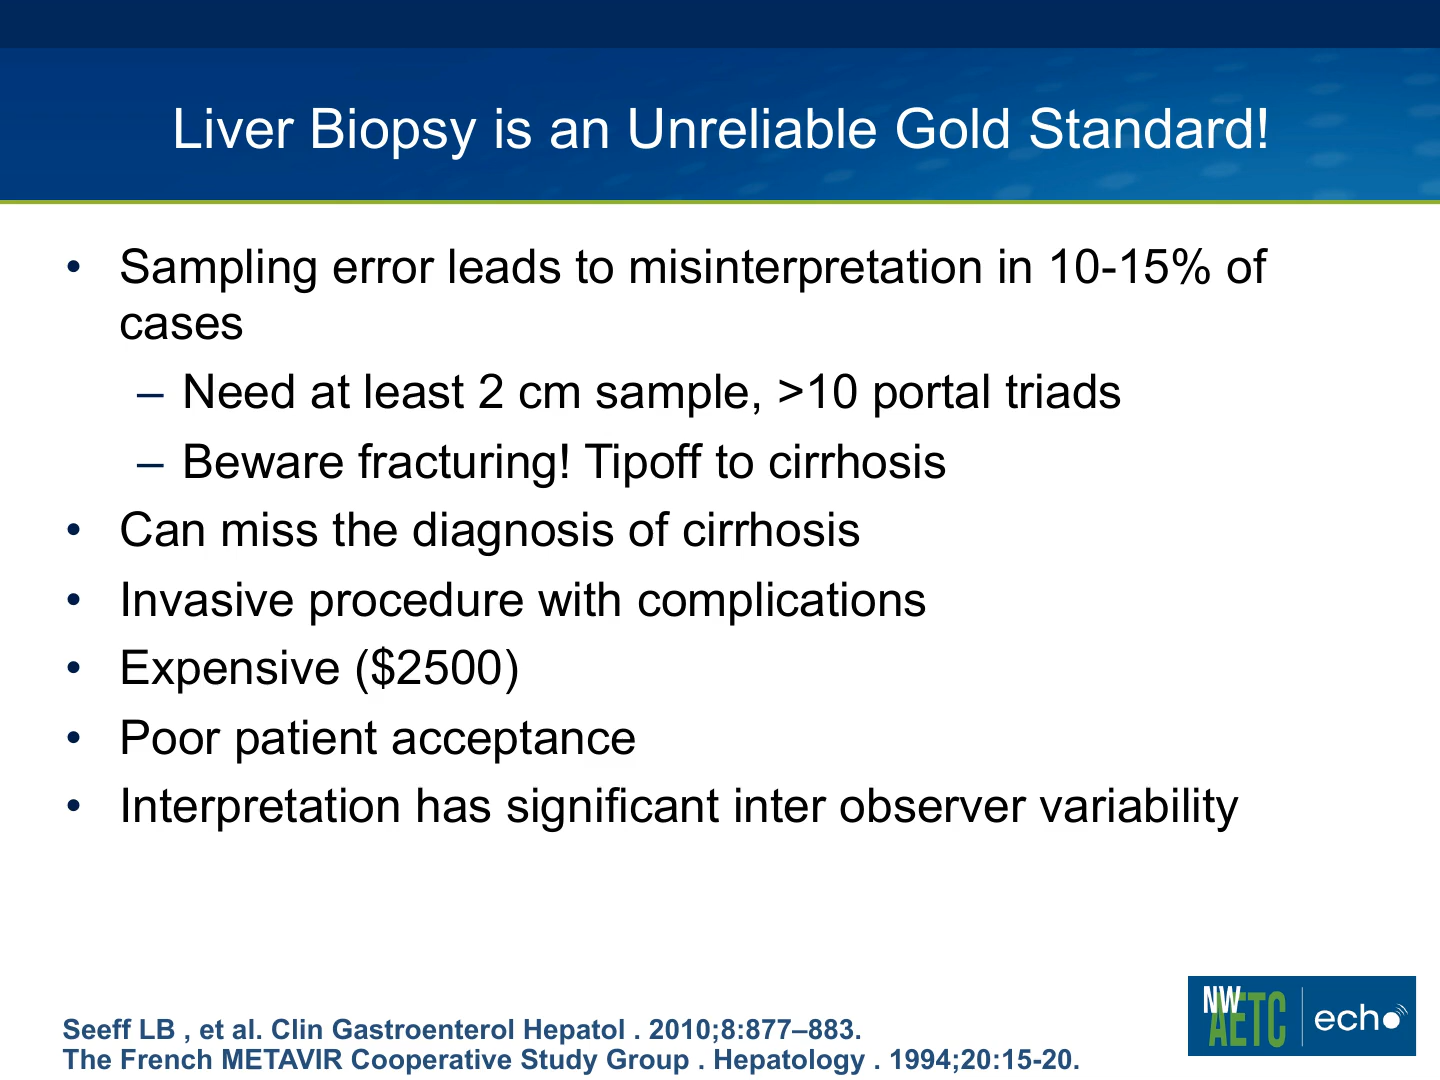 Liver Biopsy is an Unreliable Gold Standard!
• Sampling error leads to misinterpretation in 10-15% of
cases
– Need at least 2 cm sample, >10 portal triads
– Beware fracturing! Tipoff to cirrhosis
• Can miss the diagnosis of cirrhosis
• Invasive procedure with complications
• Expensive ($2500)
• Poor patient acceptance
• Interpretation has significant inter observer variability
Seeff LB , et al. Clin Gastroenterol Hepatol . 2010;8:877–883.
The French METAVIR Cooperative Study Group . Hepatology . 1994;20:15-20.
NW
AETC
echo